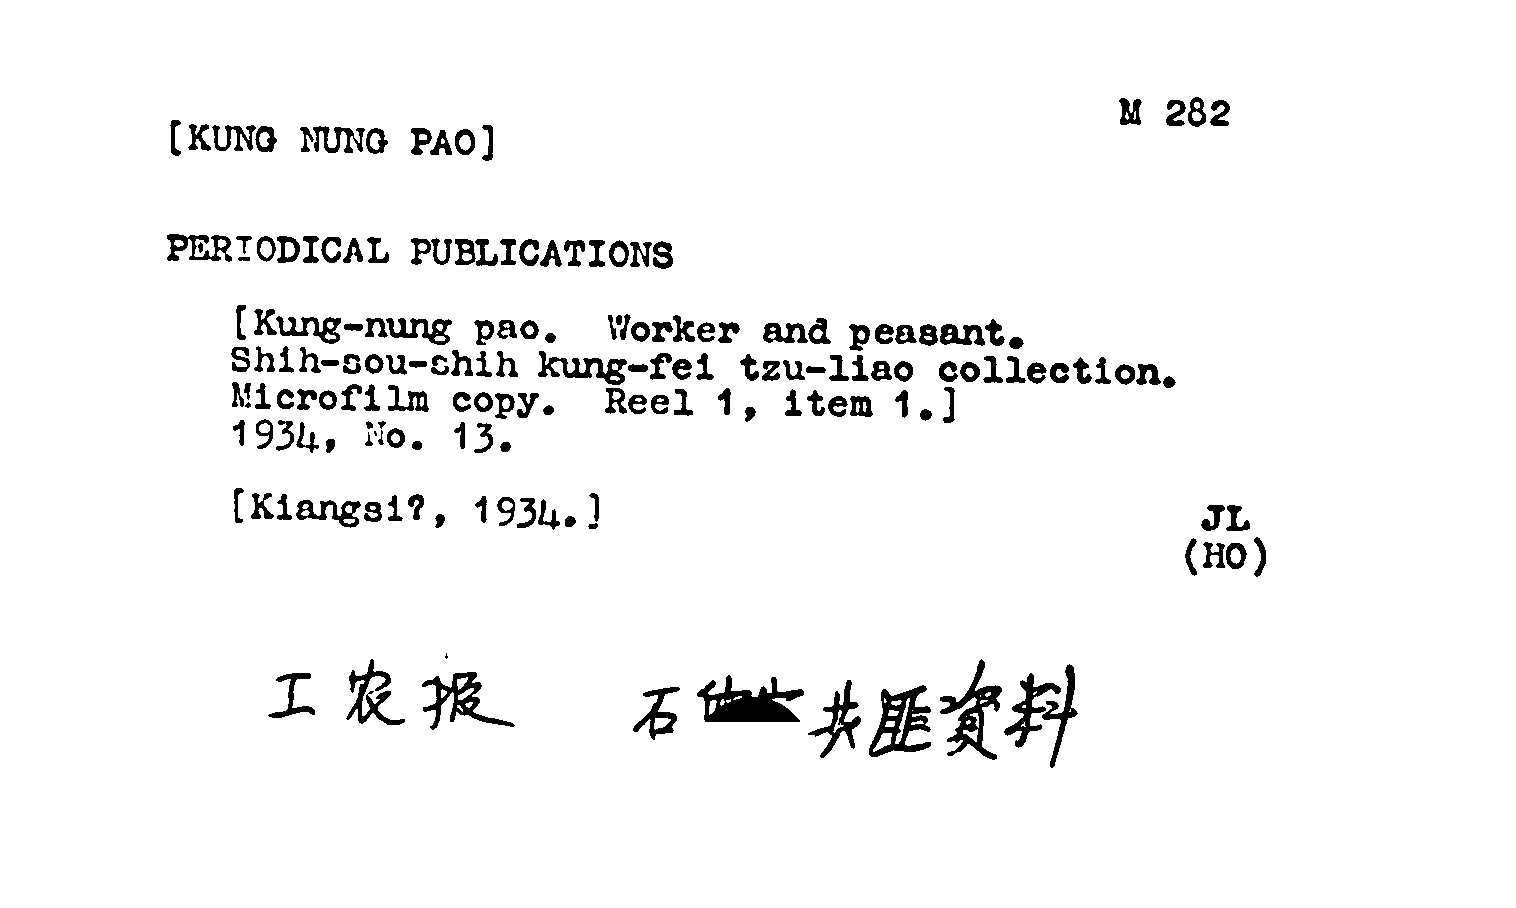 M 282
[KUNG NUNG PAO]
PERIODICAL PUBLICATIONS
[Kung-nung pao. Worker and peasant.
Shih-sou-shih kung-fei tzu-liao collection.
Microfilm copy. Reel 1, item 1.]
1934, No. 13.
[Kiangsi?, 1934.]
JL
(HO)
工农报 石 共匪資料